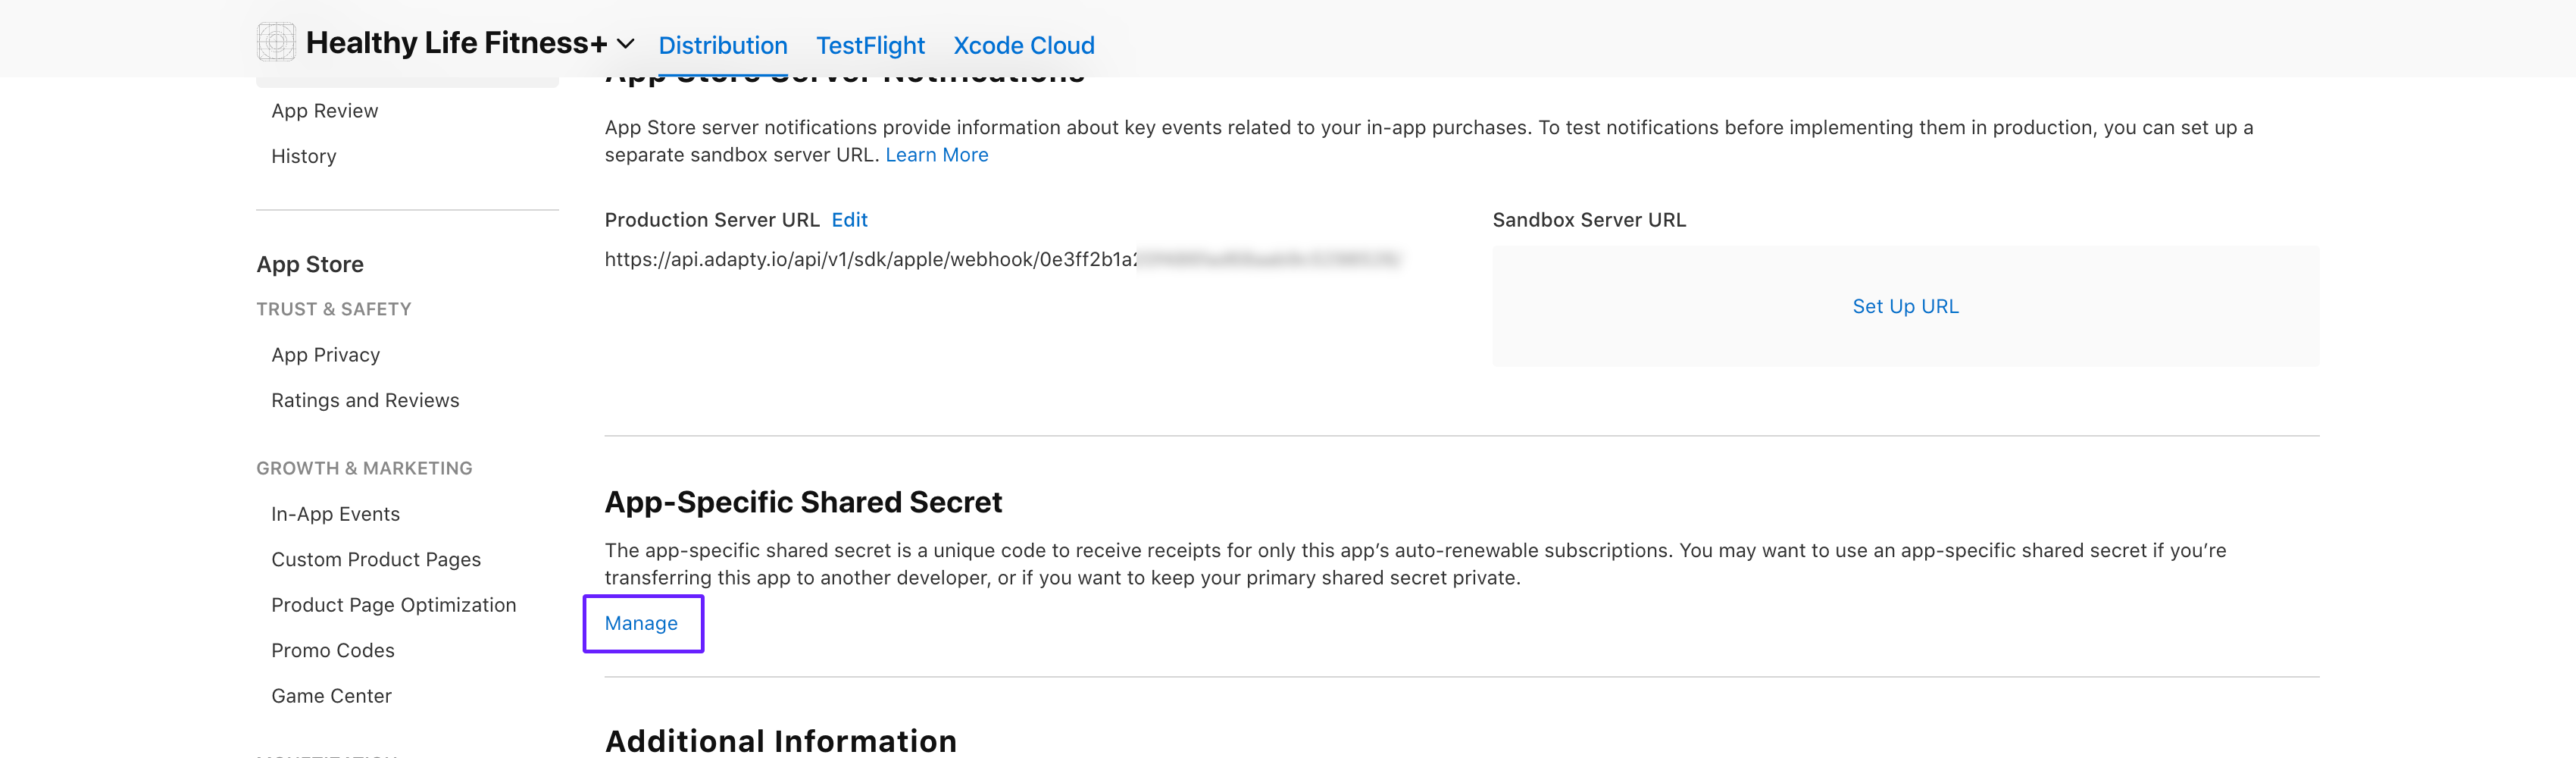 Healthy Life Fitness+
Distribution TestFlight Xcode Cloud
App Review
History
App Store
TRUST & SAFETY
App Privacy
Ratings and Reviews
GROWTH & MARKETING
In-App Events
Custom Product Pages
Product Page Optimization
Promo Codes
Game Center
App Store Server Notifications
App Store server notifications provide information about key events related to your in-app purchases. To test notifications before implementing them in production, you can set up a
separate sandbox server URL. Learn More
Production Server URL Edit
https://api.adapty.io/api/v1/sdk/apple/webhook/0e3ff2b1a
Sandbox Server URL
Set Up URL
App-Specific Shared Secret
The app-specific shared secret is a unique code to receive receipts for only this app’s auto-renewable subscriptions. You may want to use an app-specific shared secret if you’re
transferring this app to another developer, or if you want to keep your primary shared secret private.
Manage
Additional Information